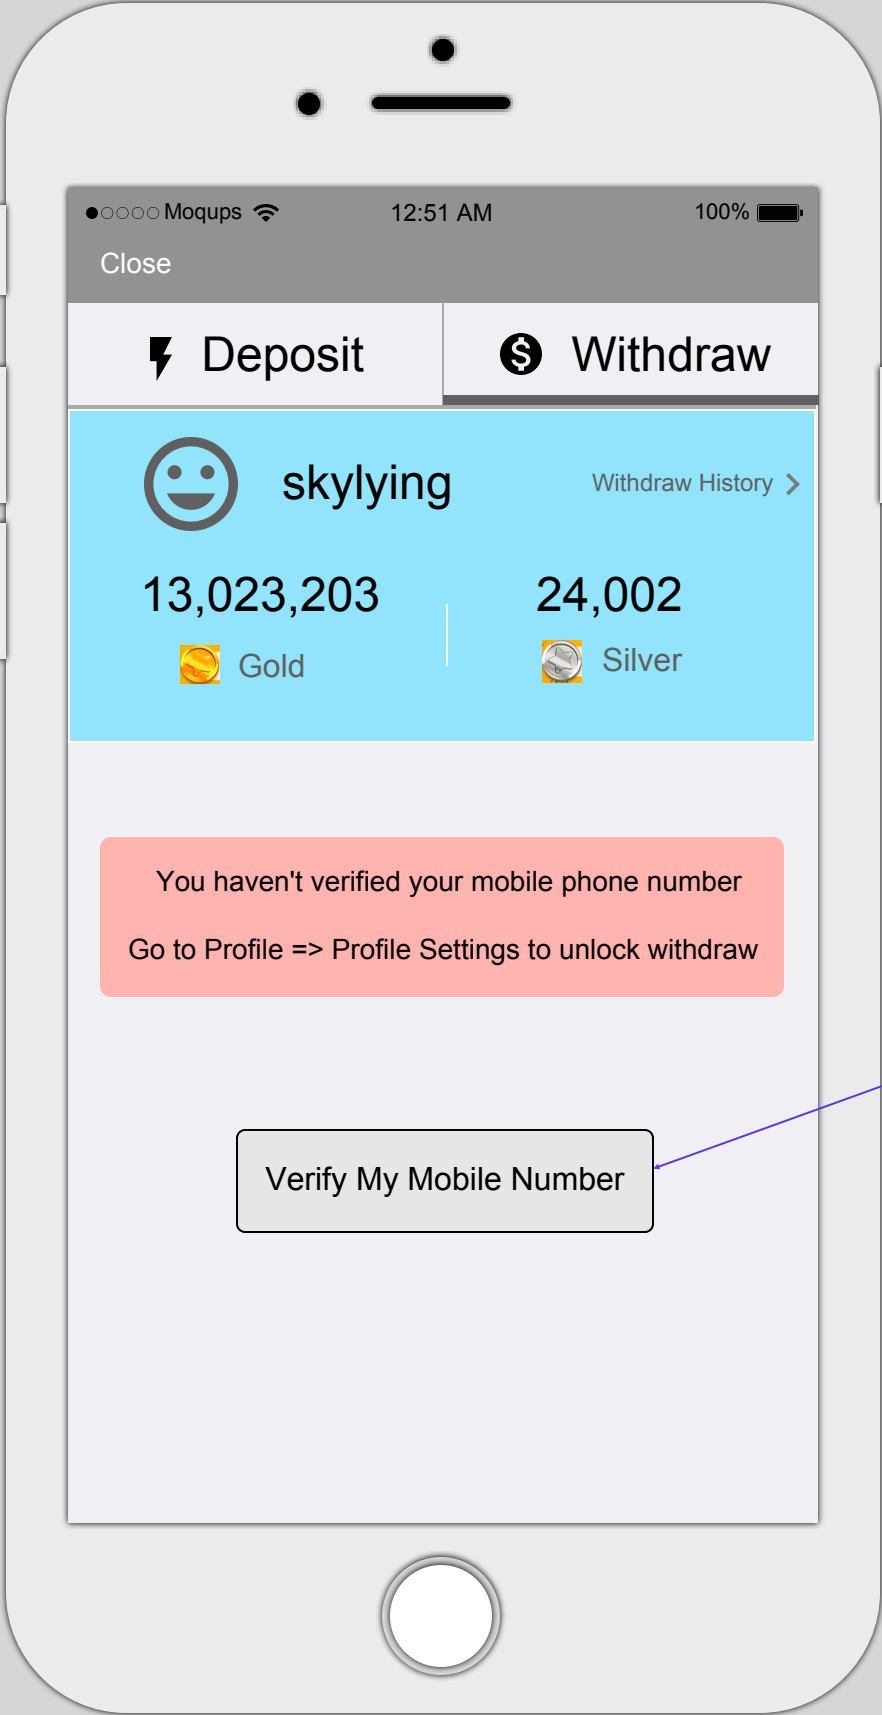 Moqups 12:51 AM 100%
Close
Deposit Withdraw
skylying Withdraw History
13,023,203 24,002
Gold Silver
You haven't verified your mobile phone number
Go to Profile => Profile Settings to unlock withdraw
Verify My Mobile Number